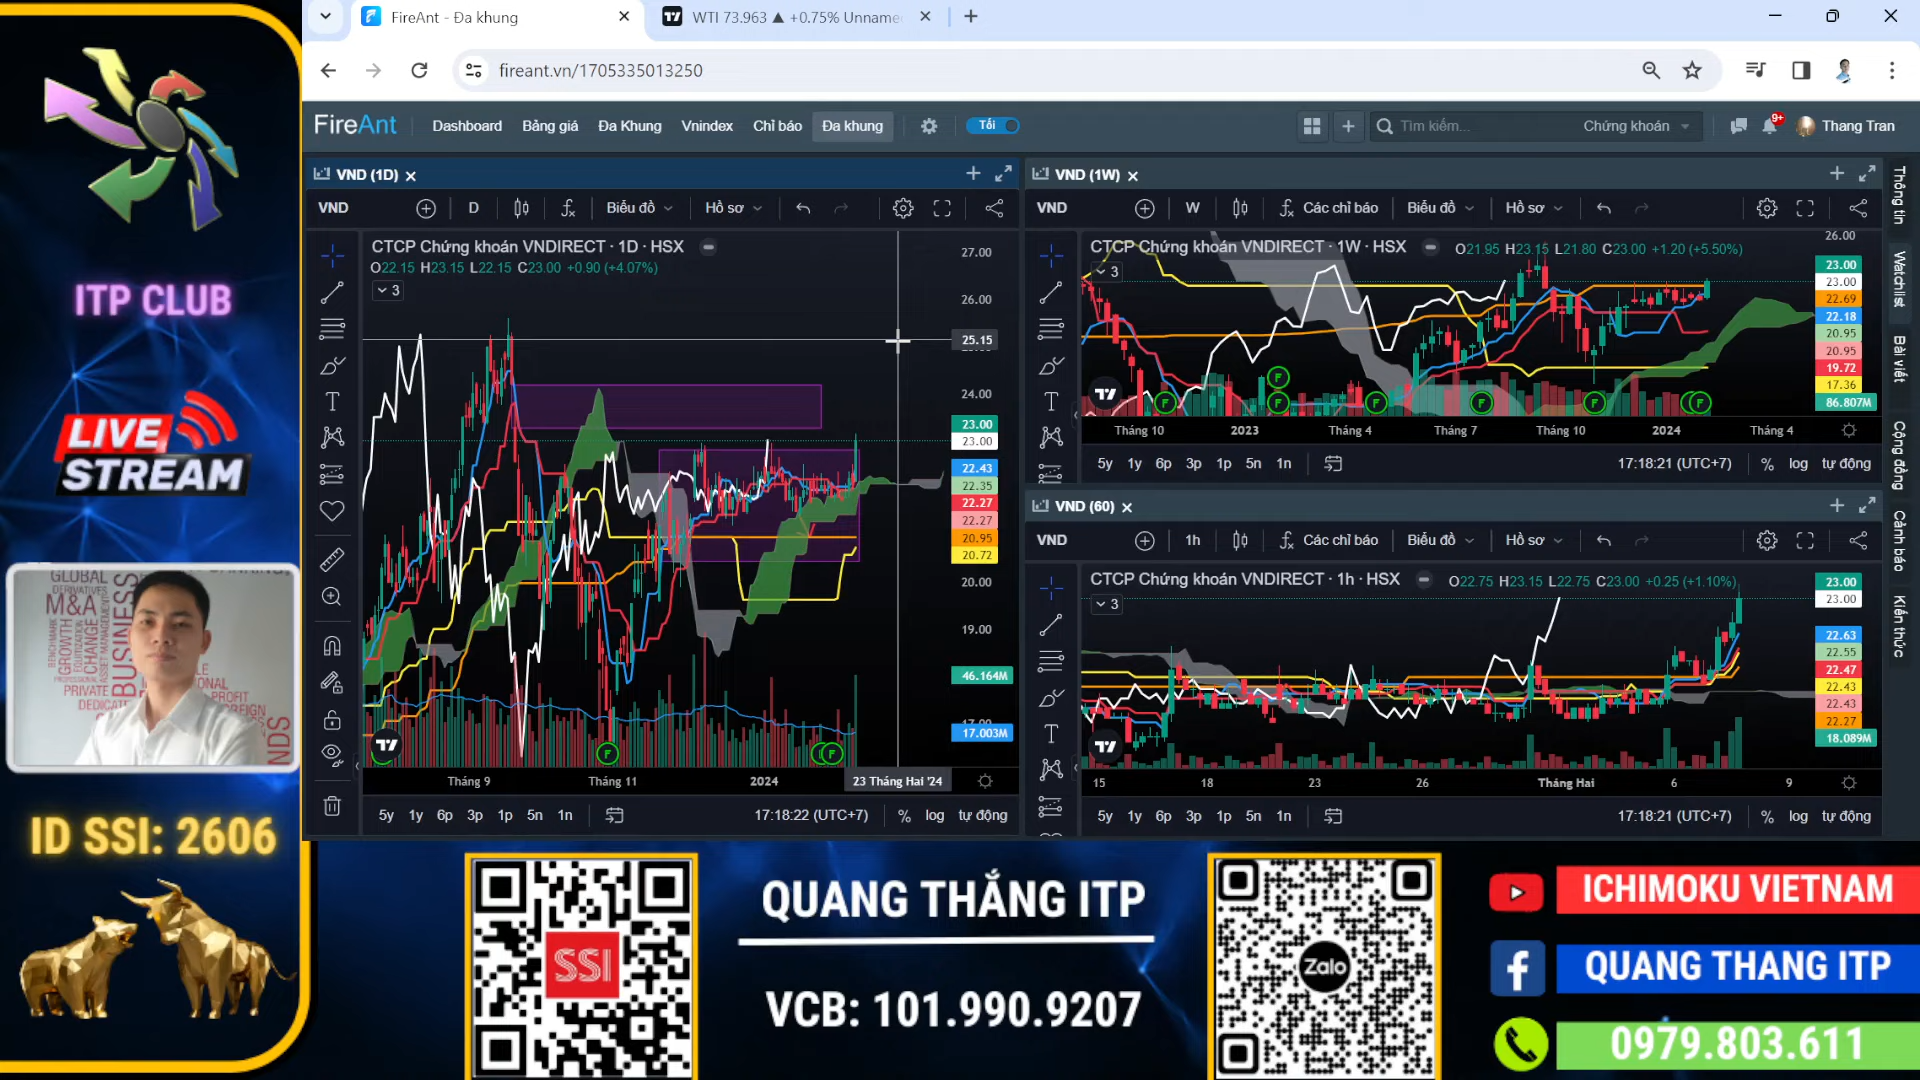 FireAnt - Đa khung
WTI 73.963 ▲ +0.75% Unname
fireant.vn/1705335013250
FireAnt
Dashboard
Bảng giá
Đa Khung
Vnindex
Chỉ báo
Đa khung
Tối
Tìm kiếm...
Chứng khoán
9+
Thang Tran
ITP CLUB
LIVE
STREAM
ID SSI: 2606
VND (1D)
VND
D
Biểu đồ
Hồ sơ
CTCP Chứng khoán VNDIRECT · 1D · HSX
O22.15 H23.15 L22.15 C23.00 +0.90 (+4.07%)
3
27.00
26.00
25.15
24.00
23.00
23.00
22.43
22.35
22.27
22.27
20.95
20.72
20.00
19.00
46.164M
17.003M
Tháng 9
Tháng 11
2024
23 Tháng Hai '24
5y 1y 6p 3p 1p 5n 1n
17:18:22 (UTC+7)
% log tự động
VND (1W)
VND
W
Các chỉ báo
Biểu đồ
Hồ sơ
CTCP Chứng khoán VNDIRECT · 1W · HSX
O21.95 H23.15 L21.80 C23.00 +1.20 (+5.50%)
3
26.00
23.00
23.00
22.69
22.18
20.95
20.95
19.72
17.36
86.807M
Tháng 10
2023
Tháng 4
Tháng 7
Tháng 10
2024
Tháng 4
5y 1y 6p 3p 1p 5n 1n
17:18:21 (UTC+7)
% log tự động
VND (60)
VND
1h
Các chỉ báo
Biểu đồ
Hồ sơ
CTCP Chứng khoán VNDIRECT · 1h · HSX
O22.75 H23.15 L22.75 C23.00 +0.25 (+1.10%)
3
23.00
23.00
22.63
22.55
22.47
22.43
22.43
22.27
18.089M
15
18
23
26
Tháng Hai
6
9
5y 1y 6p 3p 1p 5n 1n
17:18:21 (UTC+7)
% log tự động
Thông tin
Watchlist
Bài viết
Cộng đồng
Cảnh báo
Kiến thức
SSI
QUANG THẮNG ITP
VCB: 101.990.9207
Zalo
ICHIMOKU VIETNAM
QUANG THANG ITP
0979.803.611